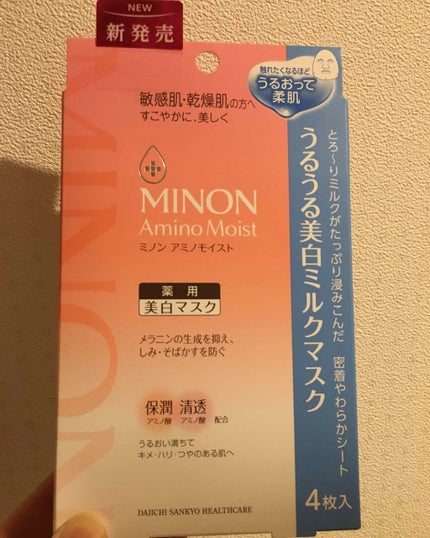 NEW
新発売
敏感肌・乾燥肌の方へ
すこやかに、美しく
触れたくなるほど
うるおって
柔肌
MINON
Amino Moist
ミノン アミノモイスト
薬用
美白マスク
メラニンの生成を抑え、
しみ・そばかすを防ぐ
保潤 清透
アミノ酸 アミノ酸 配合
うるおい満ちて
キメ・ハリ・つやのある肌へ
DAIICHI SANKYO HEALTHCARE
とろ～りミルクがたっぷり浸みこんだ 密着やわらかシート
うるうる美白ミルクマスク
4枚入
MINON